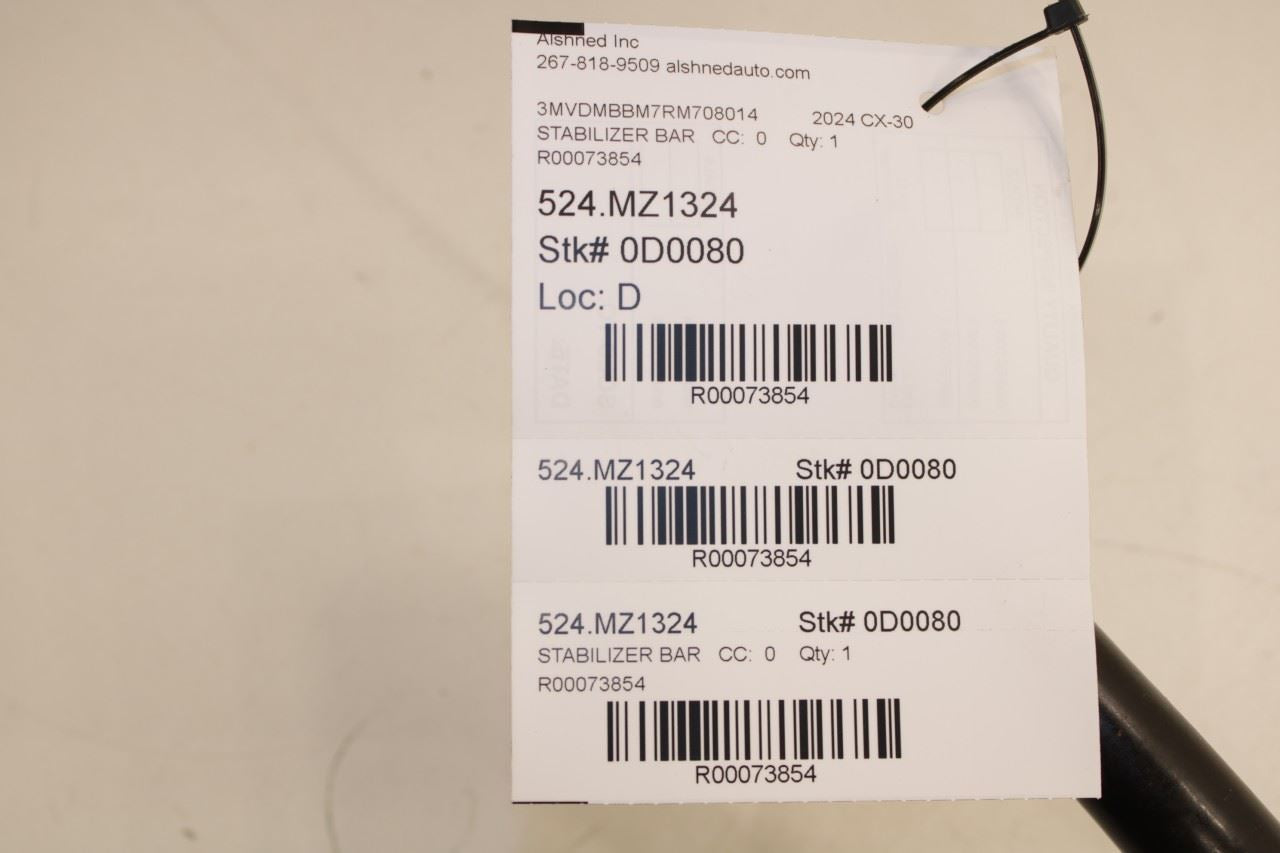 Alshned Inc
267-818-9509 alshnedauto.com
3MVDMBBM7RM708014 2024 CX-30
STABILIZER BAR CC: 0 Qty: 1
R00073854
524.MZ1324
Stk# 0D0080
Loc: D
R00073854
524.MZ1324 Stk# 0D0080
R00073854
524.MZ1324 Stk# 0D0080
STABILIZER BAR CC: 0 Qty: 1
R00073854
R00073854